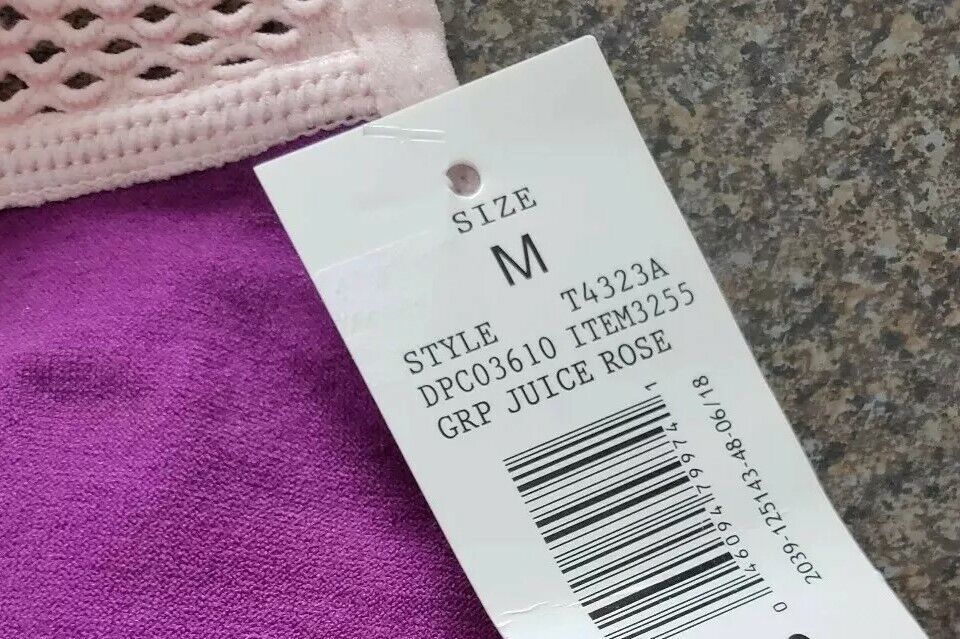 SIZE
M
STYLE T4323A
DPC03610 ITEM3255
GRP JUICE ROSE
0 46094 79974 1
2039-125143-48-06/18